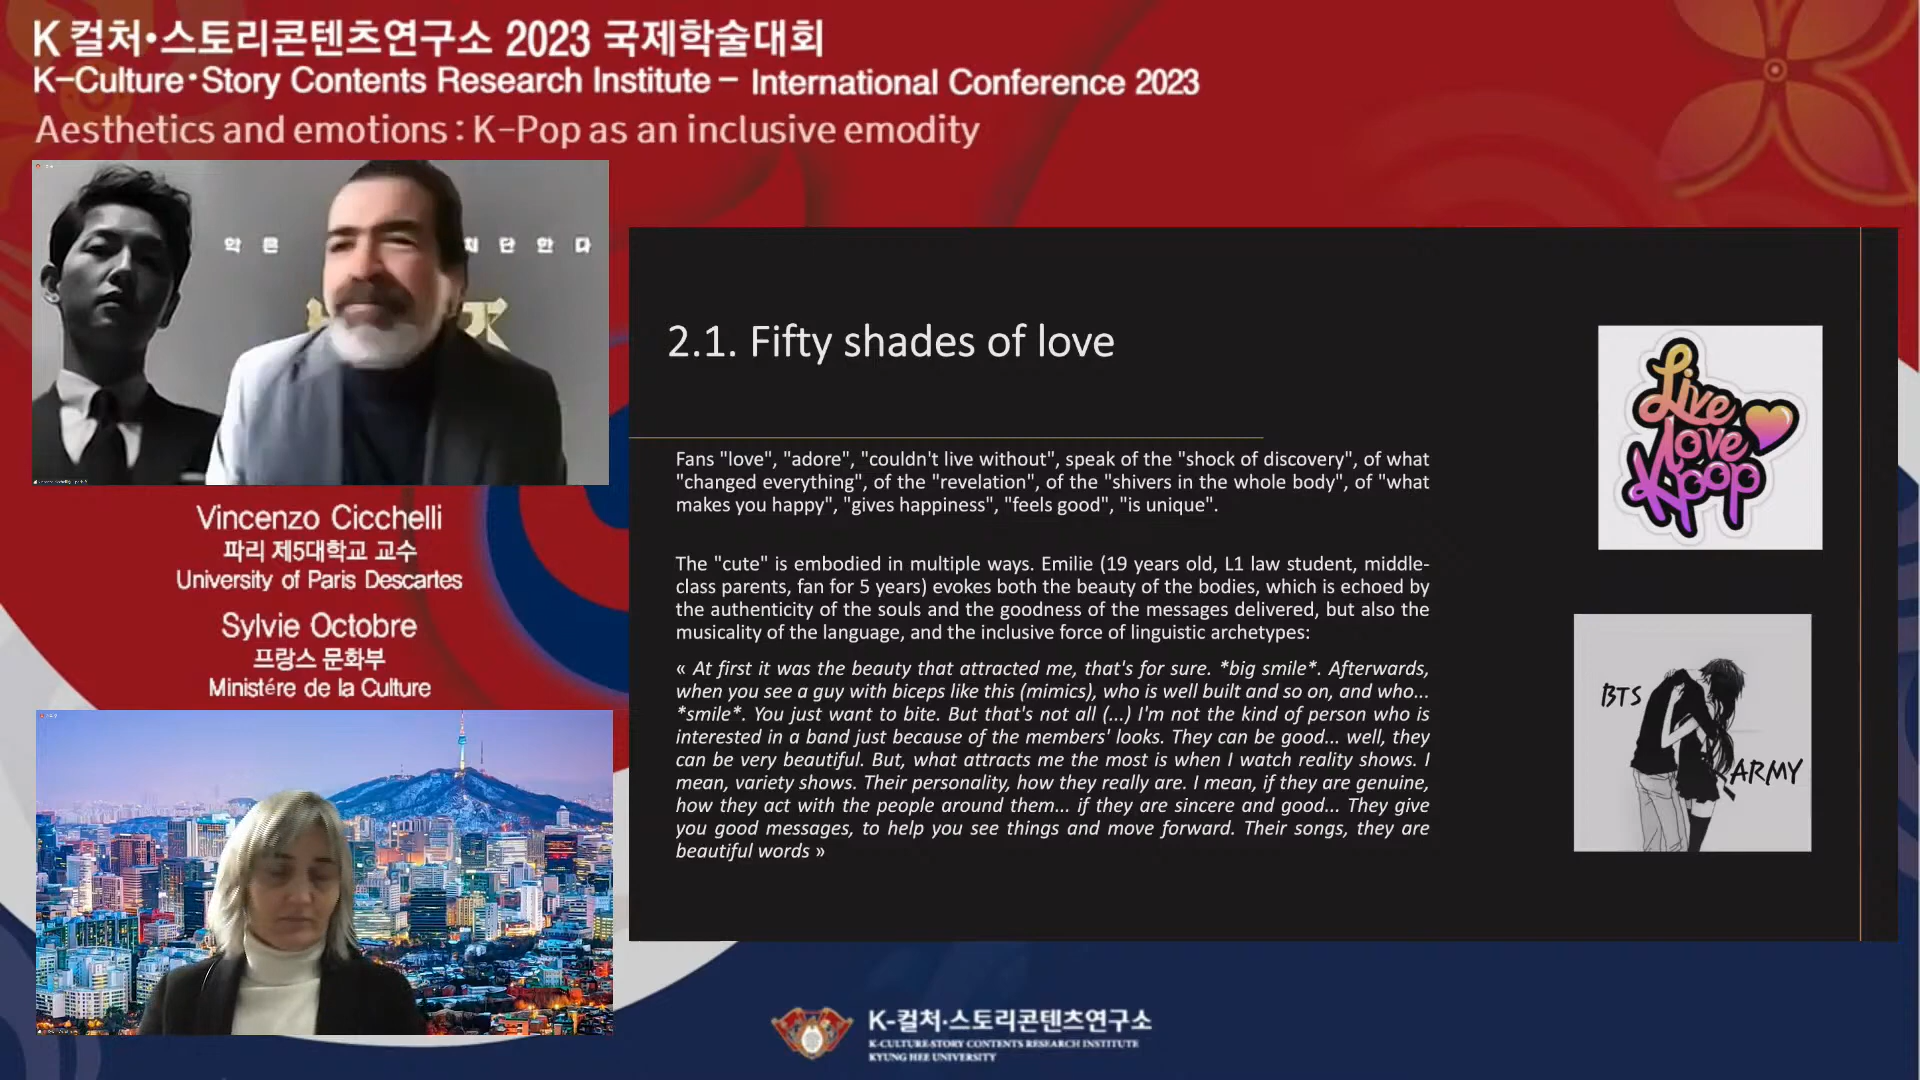 K 컬처•스토리콘텐츠연구소 2023 국제학술대회
K-Culture•Story Contents Research Institute - International Conference 2023
Aesthetics and emotions : K-Pop as an inclusive emodity
악 은
단 한 다
Vincenzo Cicchelli
파리 제5대학교 교수
University of Paris Descartes
Sylvie Octobre
프랑스 문화부
Ministére de la Culture
2.1. Fifty shades of love
Fans "love", "adore", "couldn't live without", speak of the "shock of discovery", of what
"changed everything", of the "revelation", of the "shivers in the whole body", of "what
makes you happy", "gives happiness", "feels good", "is unique".
The "cute" is embodied in multiple ways. Emilie (19 years old, L1 law student, middle-
class parents, fan for 5 years) evokes both the beauty of the bodies, which is echoed by
the authenticity of the souls and the goodness of the messages delivered, but also the
musicality of the language, and the inclusive force of linguistic archetypes:
« At first it was the beauty that attracted me, that's for sure. *big smile*. Afterwards,
when you see a guy with biceps like this (mimics), who is well built and so on, and who...
*smile*. You just want to bite. But that's not all (...) I'm not the kind of person who is
interested in a band just because of the members' looks. They can be good... well, they
can be very beautiful. But, what attracts me the most is when I watch reality shows. I
mean, variety shows. Their personality, how they really are. I mean, if they are genuine,
how they act with the people around them... if they are sincere and good... They give
you good messages, to help you see things and move forward. Their songs, they are
beautiful words »
Live
love
Kpop
BTS
ARMY
K-컬처·스토리콘텐츠연구소
K-CULTURE·STORY CONTENTS RESEARCH INSTITUTE
KYUNG HEE UNIVERSITY